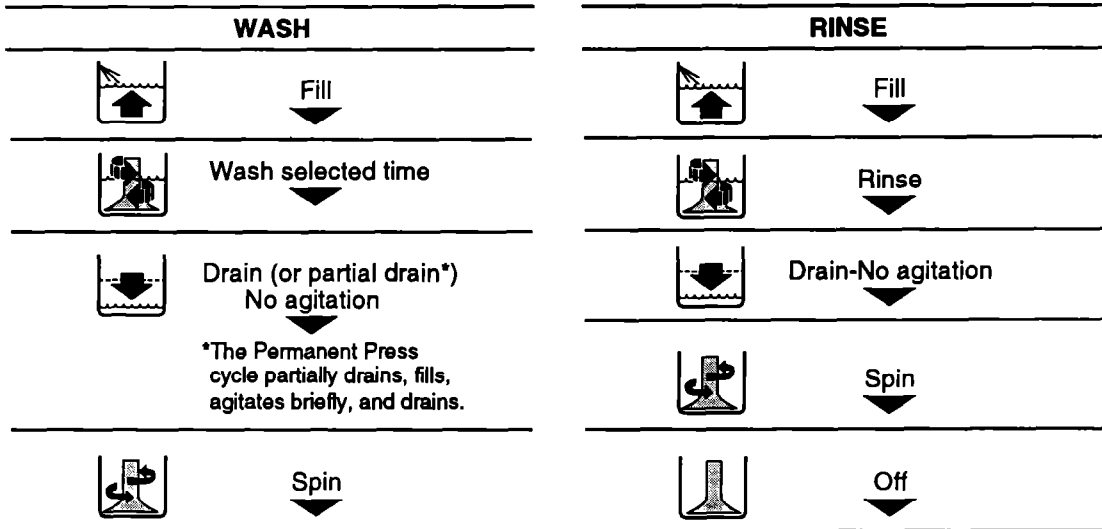 WASH
Fill
Wash selected time
Drain (or partial drain*)
No agitation
*The Permanent Press
cycle partially drains, fills,
agitates briefly, and drains.
Spin
RINSE
Fill
Rinse
Drain-No agitation
Spin
Off